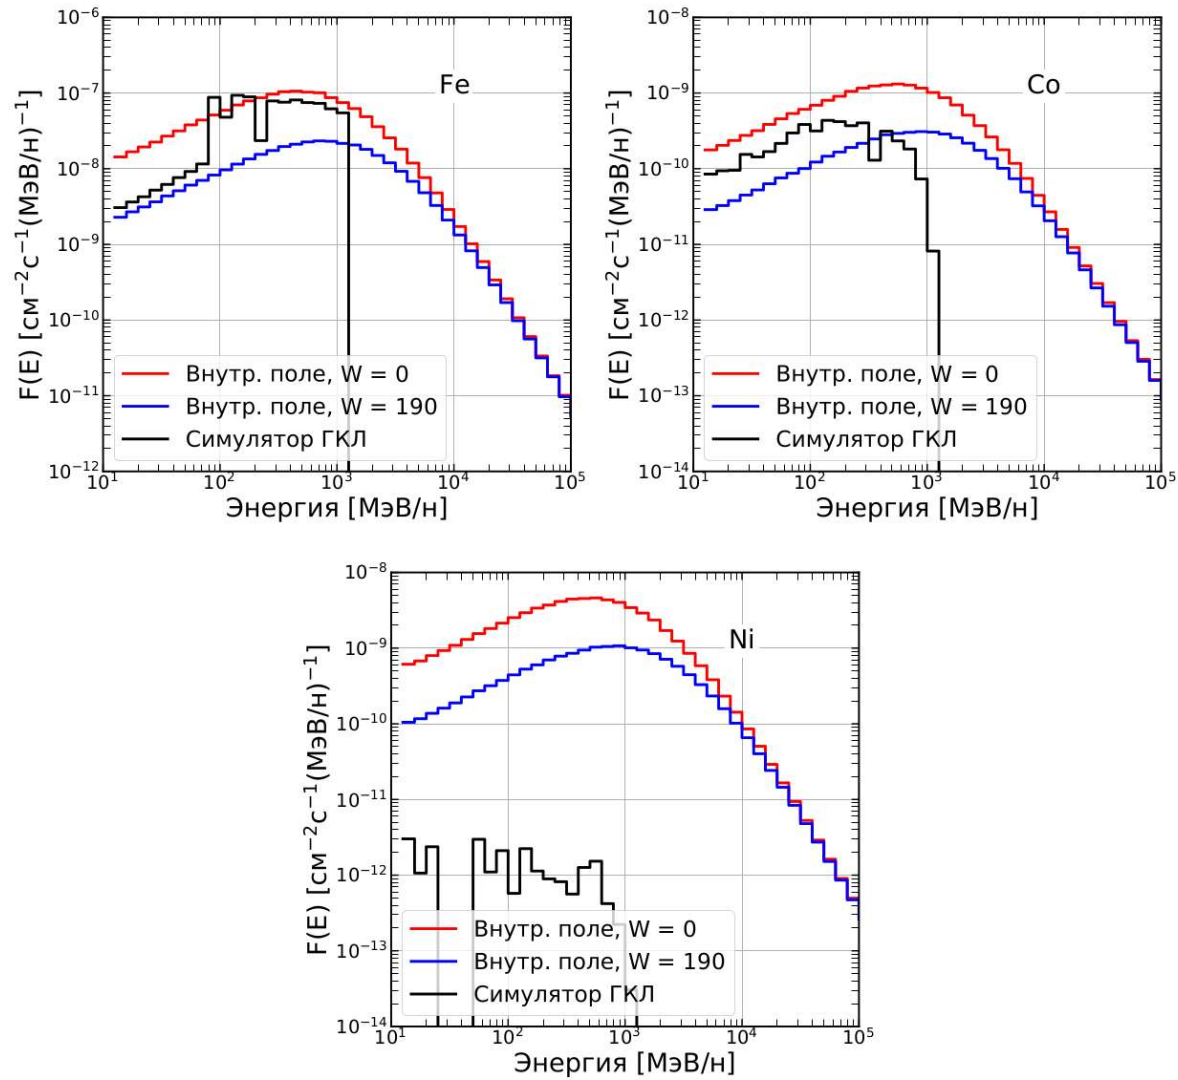 10⁻⁶
10⁻⁷
10⁻⁸
10⁻⁹
10⁻¹⁰
10⁻¹¹
10⁻¹²
F(E) [см⁻²с⁻¹(МэВ/н)⁻¹]
Fe
Внутр. поле, W = 0
Внутр. поле, W = 190
Симулятор ГКЛ
10¹ 10² 10³ 10⁴ 10⁵
Энергия [МэВ/н]
10⁻⁸
10⁻⁹
10⁻¹⁰
10⁻¹¹
10⁻¹²
10⁻¹³
10⁻¹⁴
F(E) [см⁻²с⁻¹(МэВ/н)⁻¹]
Co
Внутр. поле, W = 0
Внутр. поле, W = 190
Симулятор ГКЛ
10¹ 10² 10³ 10⁴ 10⁵
Энергия [МэВ/н]
10⁻⁸
10⁻⁹
10⁻¹⁰
10⁻¹¹
10⁻¹²
10⁻¹³
10⁻¹⁴
F(E) [см⁻²с⁻¹(МэВ/н)⁻¹]
Ni
Внутр. поле, W = 0
Внутр. поле, W = 190
Симулятор ГКЛ
10¹ 10² 10³ 10⁴ 10⁵
Энергия [МэВ/н]